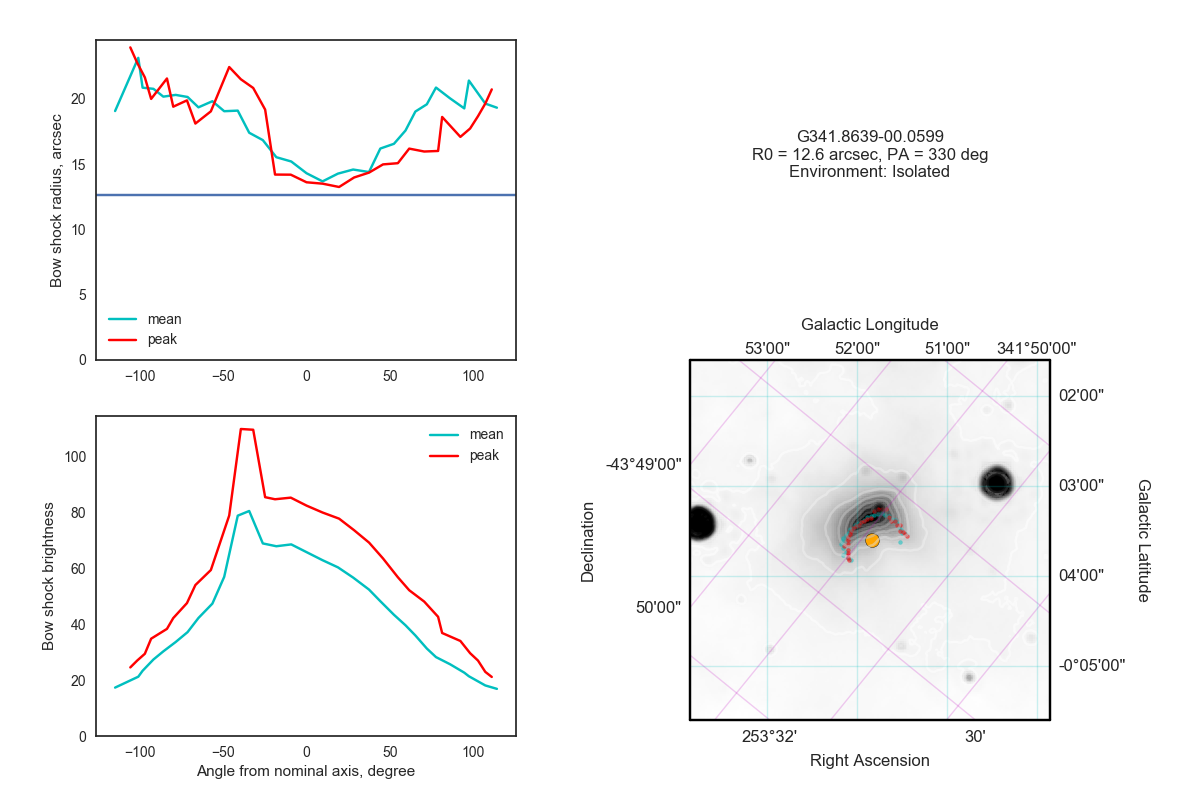 20
15
10
5
0
Bow shock radius, arcsec
mean
peak
−100
−50
0
50
100
G341.8639-00.0599
R0 = 12.6 arcsec, PA = 330 deg
Environment: Isolated
100
80
60
40
20
0
Bow shock brightness
mean
peak
−100
−50
0
50
100
Angle from nominal axis, degree
Galactic Longitude
53'00"
52'00"
51'00"
341°50'00"
02'00"
03'00"
04'00"
-0°05'00"
Galactic Latitude
-43°49'00"
50'00"
Declination
253°32'
30'
Right Ascension